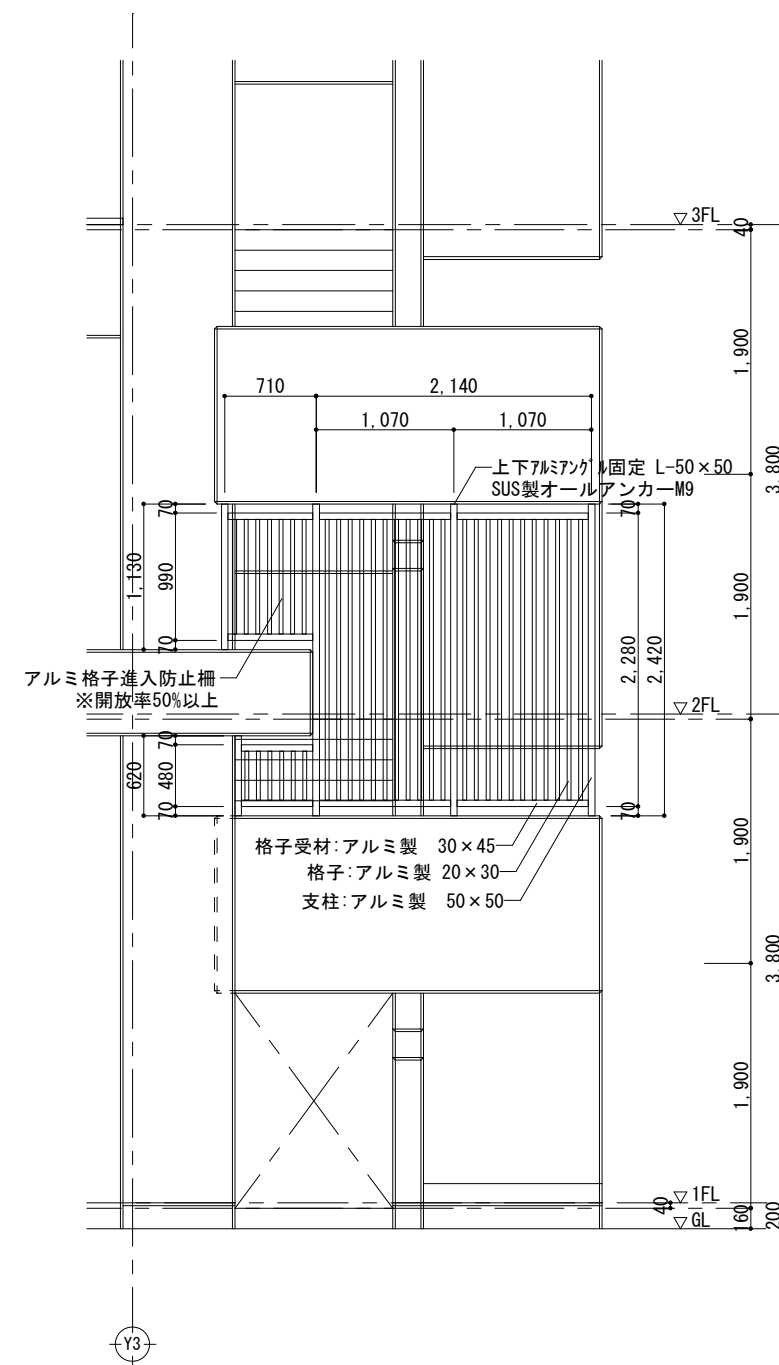 3FL
40
1,900
710
2,140
1,070
1,070
上下アルミアングル固定 L-50×50
SUS製オールアンカーM9
3,800
70
70
1,130
990
1,900
70
2,280
2,420
アルミ格子進入防止柵
※開放率50%以上
2FL
70
620
480
70
70
格子受材:アルミ製 30×45
格子:アルミ製 20×30
支柱:アルミ製 50×50
1,900
3,800
1,900
1FL
40
GL
160
200
Y3